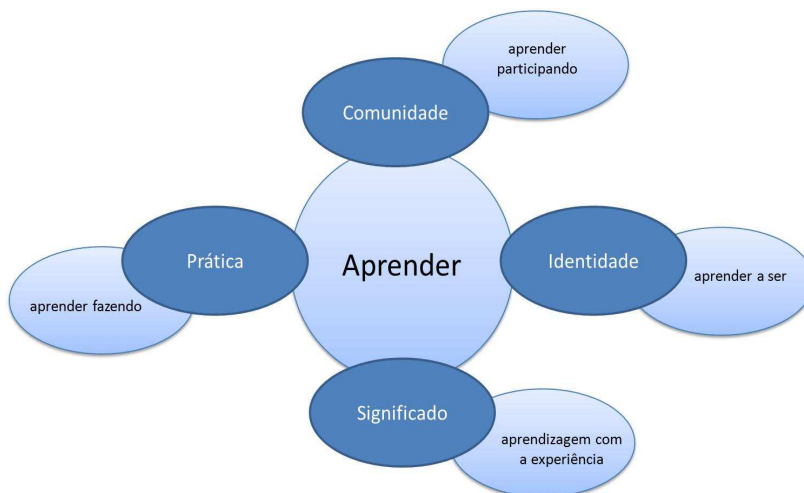 aprender
participando
Comunidade
Prática
Aprender
Identidade
aprender a ser
aprender fazendo
Significado
aprendizagem com
a experiência